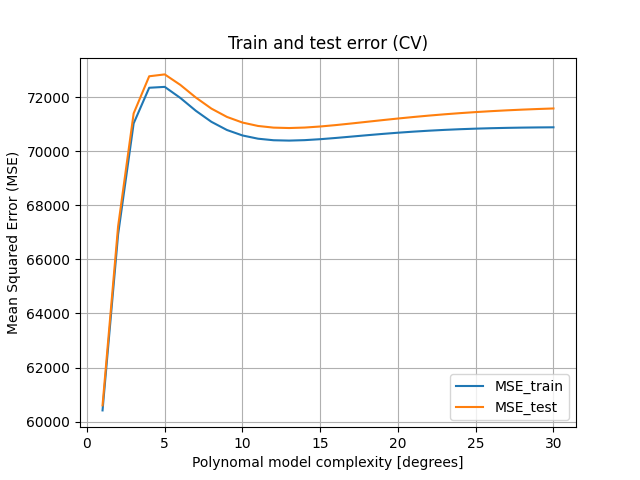 Train and test error (CV)
Mean Squared Error (MSE)
72000
70000
68000
66000
64000
62000
60000
0 5 10 15 20 25 30
Polynomal model complexity [degrees]
MSE_train
MSE_test